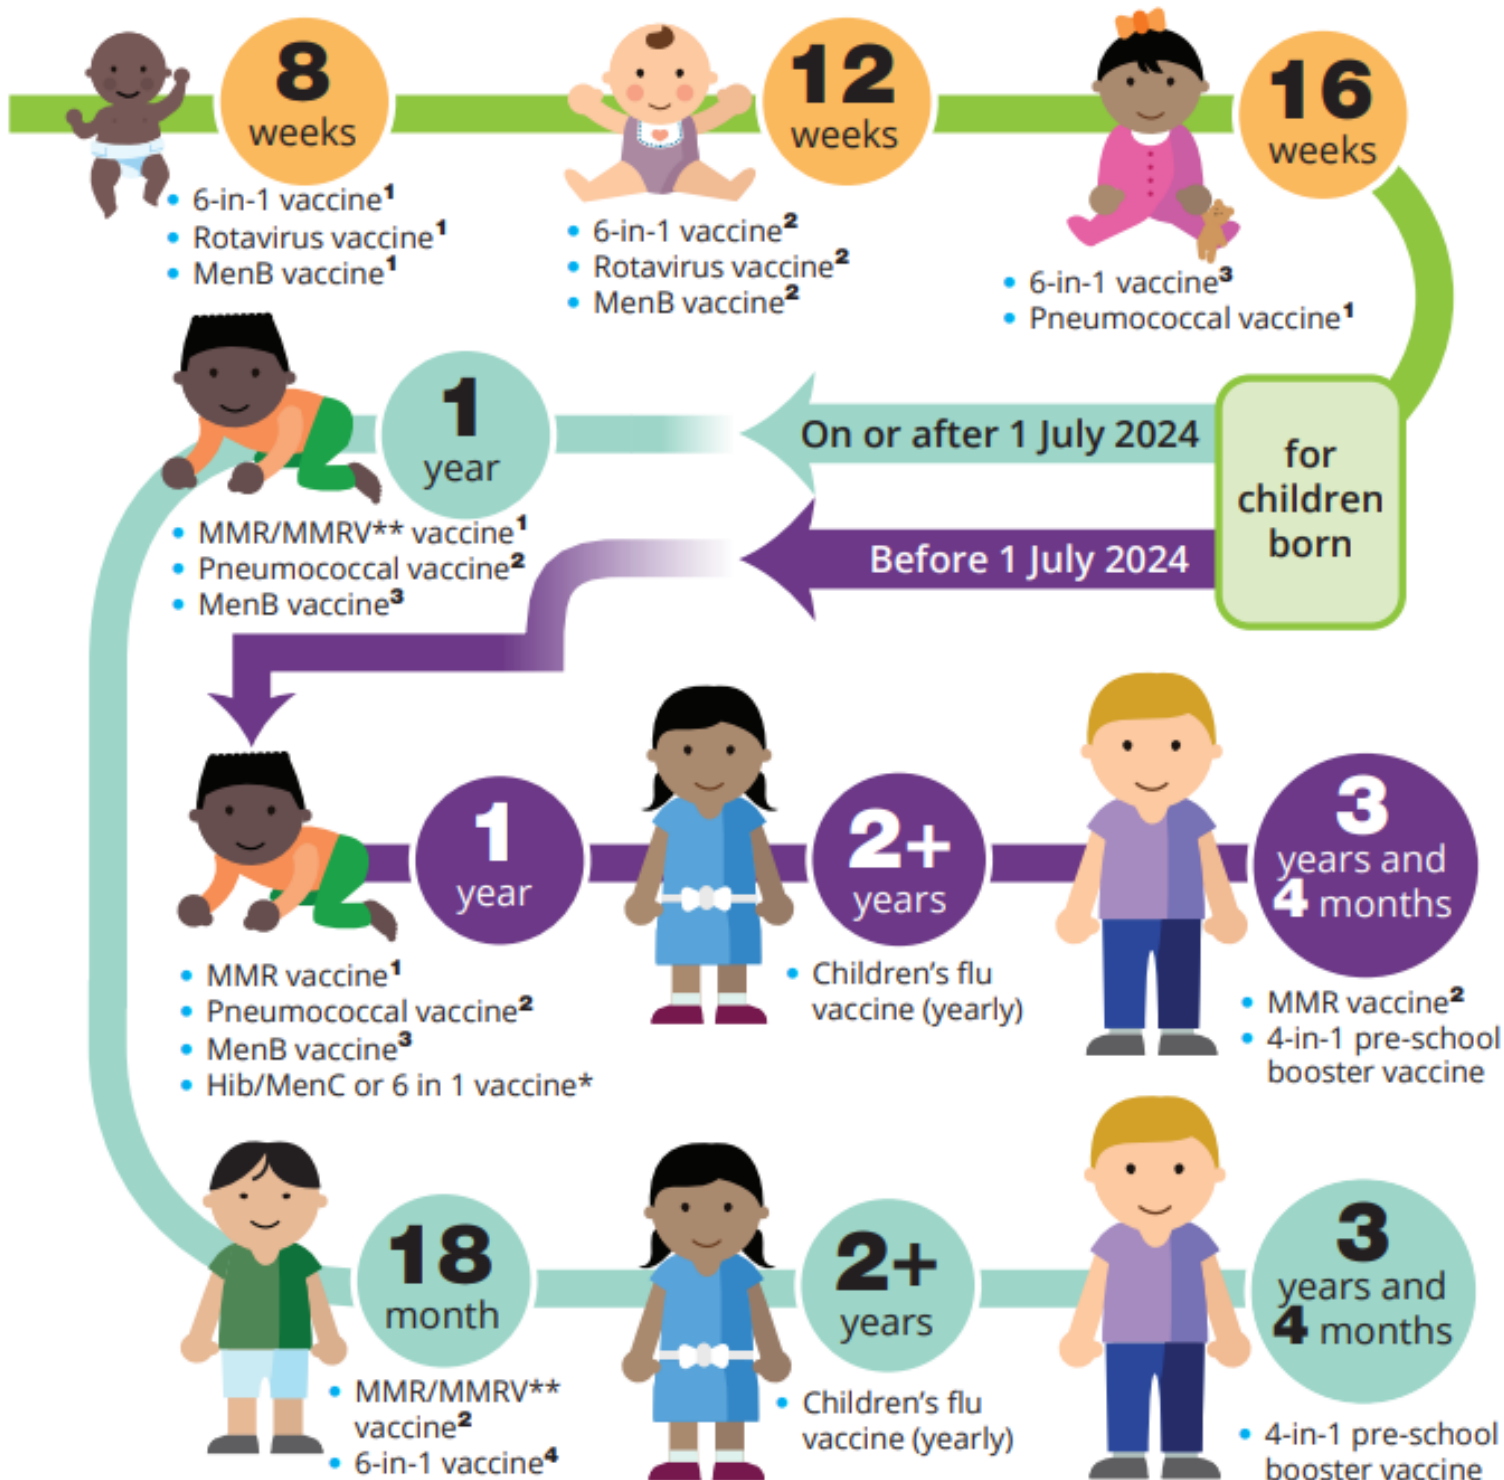 8
weeks
• 6-in-1 vaccine¹
• Rotavirus vaccine¹
• MenB vaccine¹
12
weeks
• 6-in-1 vaccine²
• Rotavirus vaccine²
• MenB vaccine²
16
weeks
• 6-in-1 vaccine³
• Pneumococcal vaccine¹
for
children
born
On or after 1 July 2024
Before 1 July 2024
1
year
• MMR/MMRV** vaccine¹
• Pneumococcal vaccine²
• MenB vaccine³
1
year
• MMR vaccine¹
• Pneumococcal vaccine²
• MenB vaccine³
• Hib/MenC or 6 in 1 vaccine*
2+
years
• Children’s flu
vaccine (yearly)
3
years and
4 months
• MMR vaccine²
• 4-in-1 pre-school
booster vaccine
18
month
• MMR/MMRV**
vaccine²
• 6-in-1 vaccine⁴
2+
years
• Children’s flu
vaccine (yearly)
3
years and
4 months
• 4-in-1 pre-school
booster vaccine